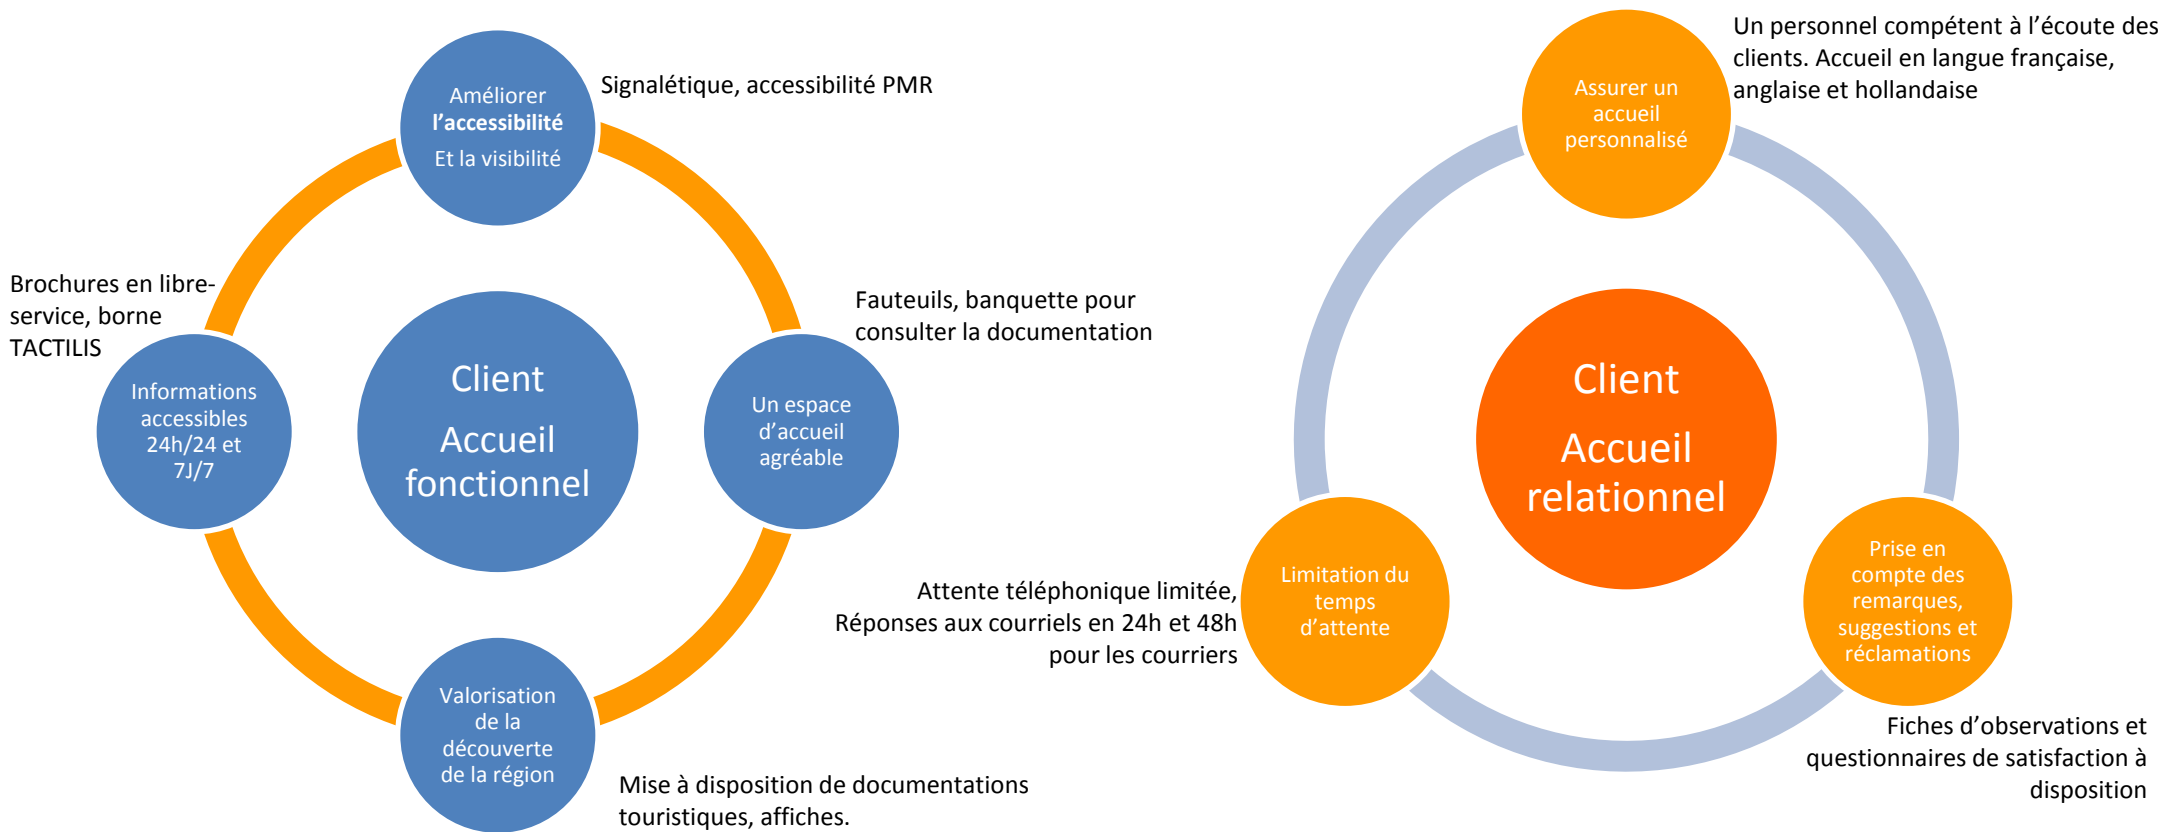 Améliorer
l’accessibilité
Et la visibilité
Signalétique, accessibilité PMR
Brochures en libre-
service, borne
TACTILIS
Fauteuils, banquette pour
consulter la documentation
Informations
accessibles
24h/24 et
7J/7
Client
Accueil
fonctionnel
Un espace
d’accueil
agréable
Valorisation
de la
découverte
de la région
Mise à disposition de documentations
touristiques, affiches.
Assurer un
accueil
personnalisé
Un personnel compétent à l’écoute des
clients. Accueil en langue française,
anglaise et hollandaise
Client
Accueil
relationnel
Attente téléphonique limitée,
Réponses aux courriels en 24h et 48h
pour les courriers
Limitation du
temps
d’attente
Prise en
compte des
remarques,
suggestions et
réclamations
Fiches d’observations et
questionnaires de satisfaction à
disposition